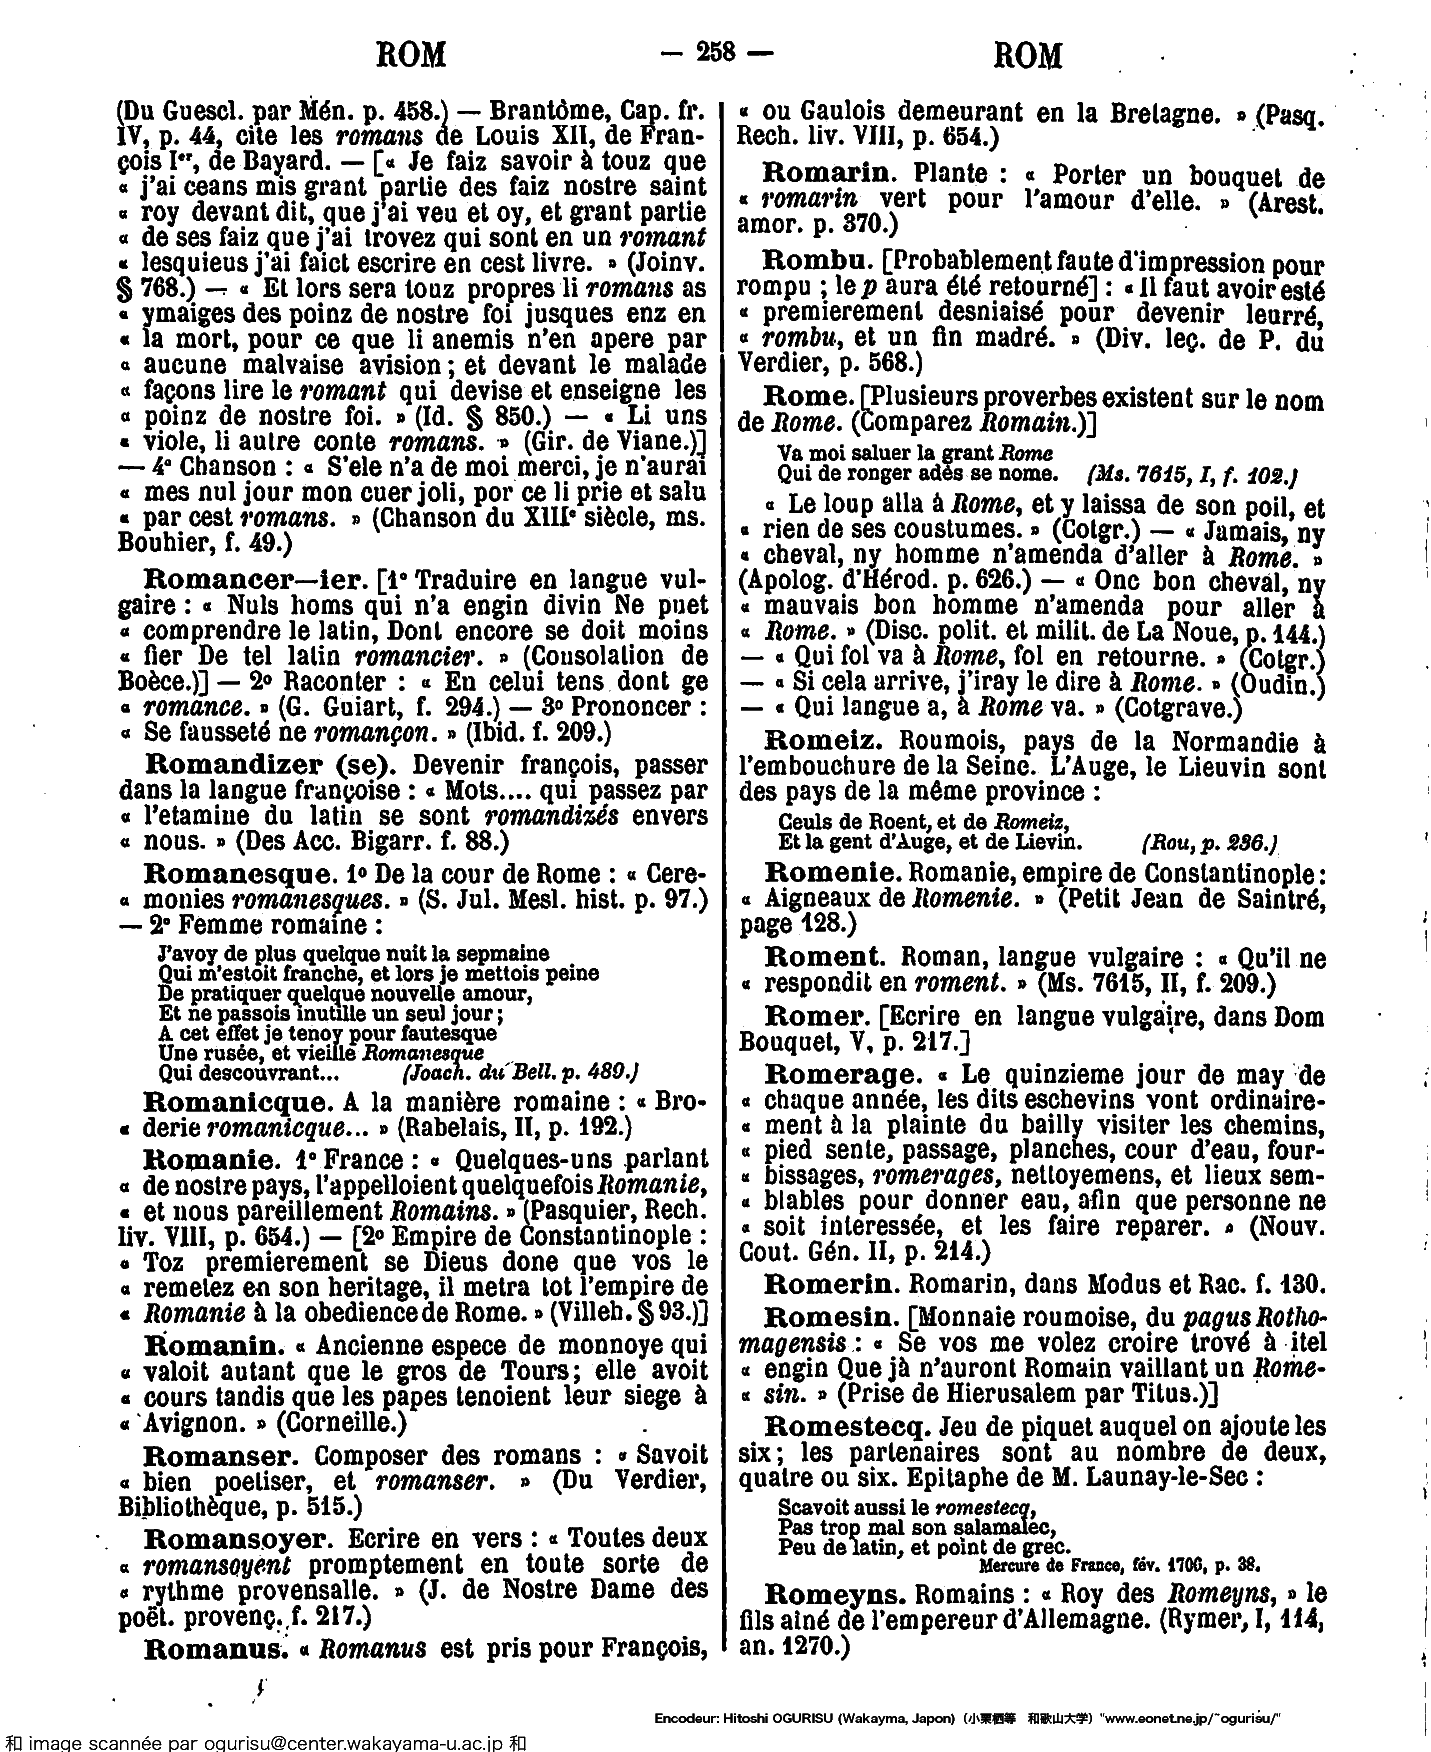 ROM
— 258 —
ROM
(Du Guescl. par Mén. p. 458.) — Brantôme, Cap. fr.
IV, p. 44, cite les romans de Louis XII, de Fran-
çois Ier, de Bayard. — [« Je faiz savoir à touz que
« j'ai ceans mis grant partie des faiz nostre saint
« roy devant dit, que j'ai veu et oy, et grant partie
« de ses faiz que j'ai trovez qui sont en un romant
« lesquieus j'ai faict escrire en cest livre. » (Joinv.
§ 768.) — « Et lors sera touz propres li romans as
« ymaiges des poinz de nostre foi jusques enz en
« la mort, pour ce que li anemis n'en apere par
« aucune malvaise avision ; et devant le malade
« façons lire le romant qui devise et enseigne les
« poinz de nostre foi. » (Id. § 850.) — « Li uns
« viole, li autre conte romans. » (Gir. de Viane.)]
— 4° Chanson : « S'ele n'a de moi merci, je n'aurai
« mes nul jour mon cuer joli, por ce li prie et salu
« par cest romans. » (Chanson du XIIIe siècle, ms.
Bouhier, f. 49.)
Romancer—ier. [1° Traduire en langue vul-
gaire : « Nuls homs qui n'a engin divin Ne puet
« comprendre le latin, Dont encore se doit moins
« fier De tel latin romancier. » (Consolation de
Boèce.)] — 2° Raconter : « En celui tens dont ge
« romance. » (G. Guiart, f. 294.) — 3° Prononcer :
« Se fausseté ne romançon. » (Ibid. f. 209.)
Romandizer (se). Devenir françois, passer
dans la langue françoise : « Mots.... qui passez par
« l'etamine du latin se sont romandizés envers
« nous. » (Des Acc. Bigarr. f. 88.)
Romanesque. 1° De la cour de Rome : « Cere-
« monies romanesques. » (S. Jul. Mesl. hist. p. 97.)
— 2° Femme romaine :
J'avoy de plus quelque nuit la sepmaine
Qui m'estoit franche, et lors je mettois peine
De pratiquer quelque nouvelle amour,
Et ne passois inutille un seul jour ;
A cet effet je tenoy pour fautesque
Une rusée, et vieille Romanesque
Qui descouvrant... (Joach. du Bell. p. 489.)
Romanicque. A la manière romaine : « Bro-
« derie romanicque... » (Rabelais, II, p. 192.)
Romanie. 1° France : « Quelques-uns parlant
« de nostre pays, l'appelloient quelquefois Romanie,
« et nous pareillement Romains. » (Pasquier, Rech.
liv. VIII, p. 654.) — [2° Empire de Constantinople :
« Toz premierement se Dieus done que vos le
« remetez en son heritage, il metra tot l'empire de
« Romanie à la obedience de Rome. » (Villeh. § 93.)]
Romanin. « Ancienne espece de monnoye qui
« valoit autant que le gros de Tours ; elle avoit
« cours tandis que les papes tenoient leur siege à
« Avignon. » (Corneille.)
Romanser. Composer des romans : « Savoit
« bien poetiser, et romanser. » (Du Verdier,
Bibliothèque, p. 515.)
Romansoyer. Ecrire en vers : « Toutes deux
« romansoyent promptement en toute sorte de
« rythme provensalle. » (J. de Nostre Dame des
poët. provenç. f. 217.)
Romanus. « Romanus est pris pour François,
« ou Gaulois demeurant en la Bretagne. » (Pasq.
Rech. liv. VIII, p. 654.)
Romarin. Plante : « Porter un bouquet de
« romarin vert pour l'amour d'elle. » (Arest.
amor. p. 370.)
Rombu. [Probablement faute d'impression pour
rompu ; le p aura été retourné] : « Il faut avoir esté
« premierement desniaisé pour devenir leurré,
« rombu, et un fin madré. » (Div. leç. de P. du
Verdier, p. 568.)
Rome. [Plusieurs proverbes existent sur le nom
de Rome. (Comparez Romain.)]
Va moi saluer la grant Rome
Qui de ronger adès se nome. (Ms. 7615, I, f. 102.)
« Le loup alla à Rome, et y laissa de son poil, et
« rien de ses coustumes. » (Cotgr.) — « Jamais, ny
« cheval, ny homme n'amenda d'aller à Rome. »
(Apolog. d'Hérod. p. 626.) — « Onc bon cheval, ny
« mauvais bon homme n'amenda pour aller à
« Rome. » (Disc. polit. et milit. de La Noue, p. 144.)
— « Qui fol va à Rome, fol en retourne. » (Cotgr.)
— « Si cela arrive, j'iray le dire à Rome. » (Oudin.)
— « Qui langue a, à Rome va. » (Cotgrave.)
Romeiz. Roumois, pays de la Normandie à
l'embouchure de la Seine. L'Auge, le Lieuvin sont
des pays de la même province :
Ceuls de Roent, et de Romeiz,
Et la gent d'Auge, et de Lievin. (Rou, p. 236.)
Romenie. Romanie, empire de Constantinople :
« Aigneaux de Romenie. » (Petit Jean de Saintré,
page 128.)
Roment. Roman, langue vulgaire : « Qu'il ne
« respondit en roment. » (Ms. 7615, II, f. 209.)
Romer. [Ecrire en langue vulgaire, dans Dom
Bouquet, V, p. 217.]
Romerage. « Le quinzieme jour de may de
« chaque année, les dits eschevins vont ordinaire-
« ment à la plainte du bailly visiter les chemins,
« pied sente, passage, planches, cour d'eau, four-
« bissages, romerages, nettoyemens, et lieux sem-
« blables pour donner eau, afin que personne ne
« soit interessée, et les faire reparer. » (Nouv.
Cout. Gén. II, p. 214.)
Romerin. Romarin, dans Modus et Rac. f. 130.
Romesin. [Monnaie roumoise, du pagus Rotho-
magensis : « Se vos me volez croire trové à itel
« engin Que jà n'auront Romain vaillant un Rome-
« sin. » (Prise de Hierusalem par Titus.)]
Romestecq. Jeu de piquet auquel on ajoute les
six ; les partenaires sont au nombre de deux,
quatre ou six. Epitaphe de M. Launay-le-Sec :
Scavoit aussi le romestecq,
Pas trop mal son salamalec,
Peu de latin, et point de grec.
Mercure de France, fév. 1706, p. 38.
Romeyns. Romains : « Roy des Romeyns, » le
fils ainé de l'empereur d'Allemagne. (Rymer, I, 114,
an. 1270.)
Encodeur: Hitoshi OGURISU (Wakayma, Japon) (小栗栖等 和歌山大学) "www.eonet.ne.jp/~ogurisu/"
和 image scannée par ogurisu@center.wakayama-u.ac.jp 和